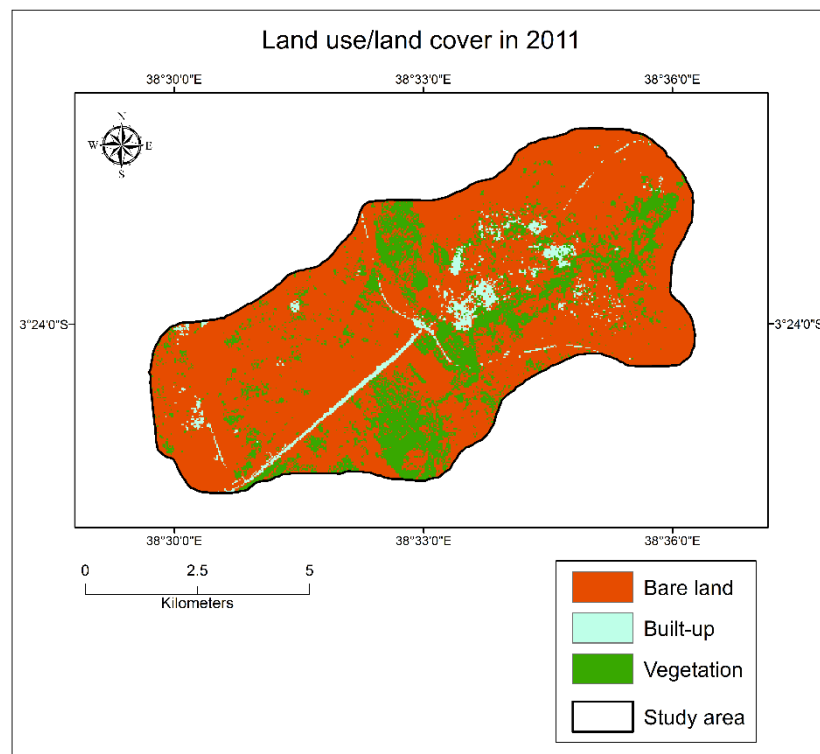 Land use/land cover in 2011
38°30'0"E 38°33'0"E 38°36'0"E
N
W E
S
3°24'0"S 3°24'0"S
38°30'0"E 38°33'0"E 38°36'0"E
0 2.5 5
Kilometers
Bare land
Built-up
Vegetation
Study area